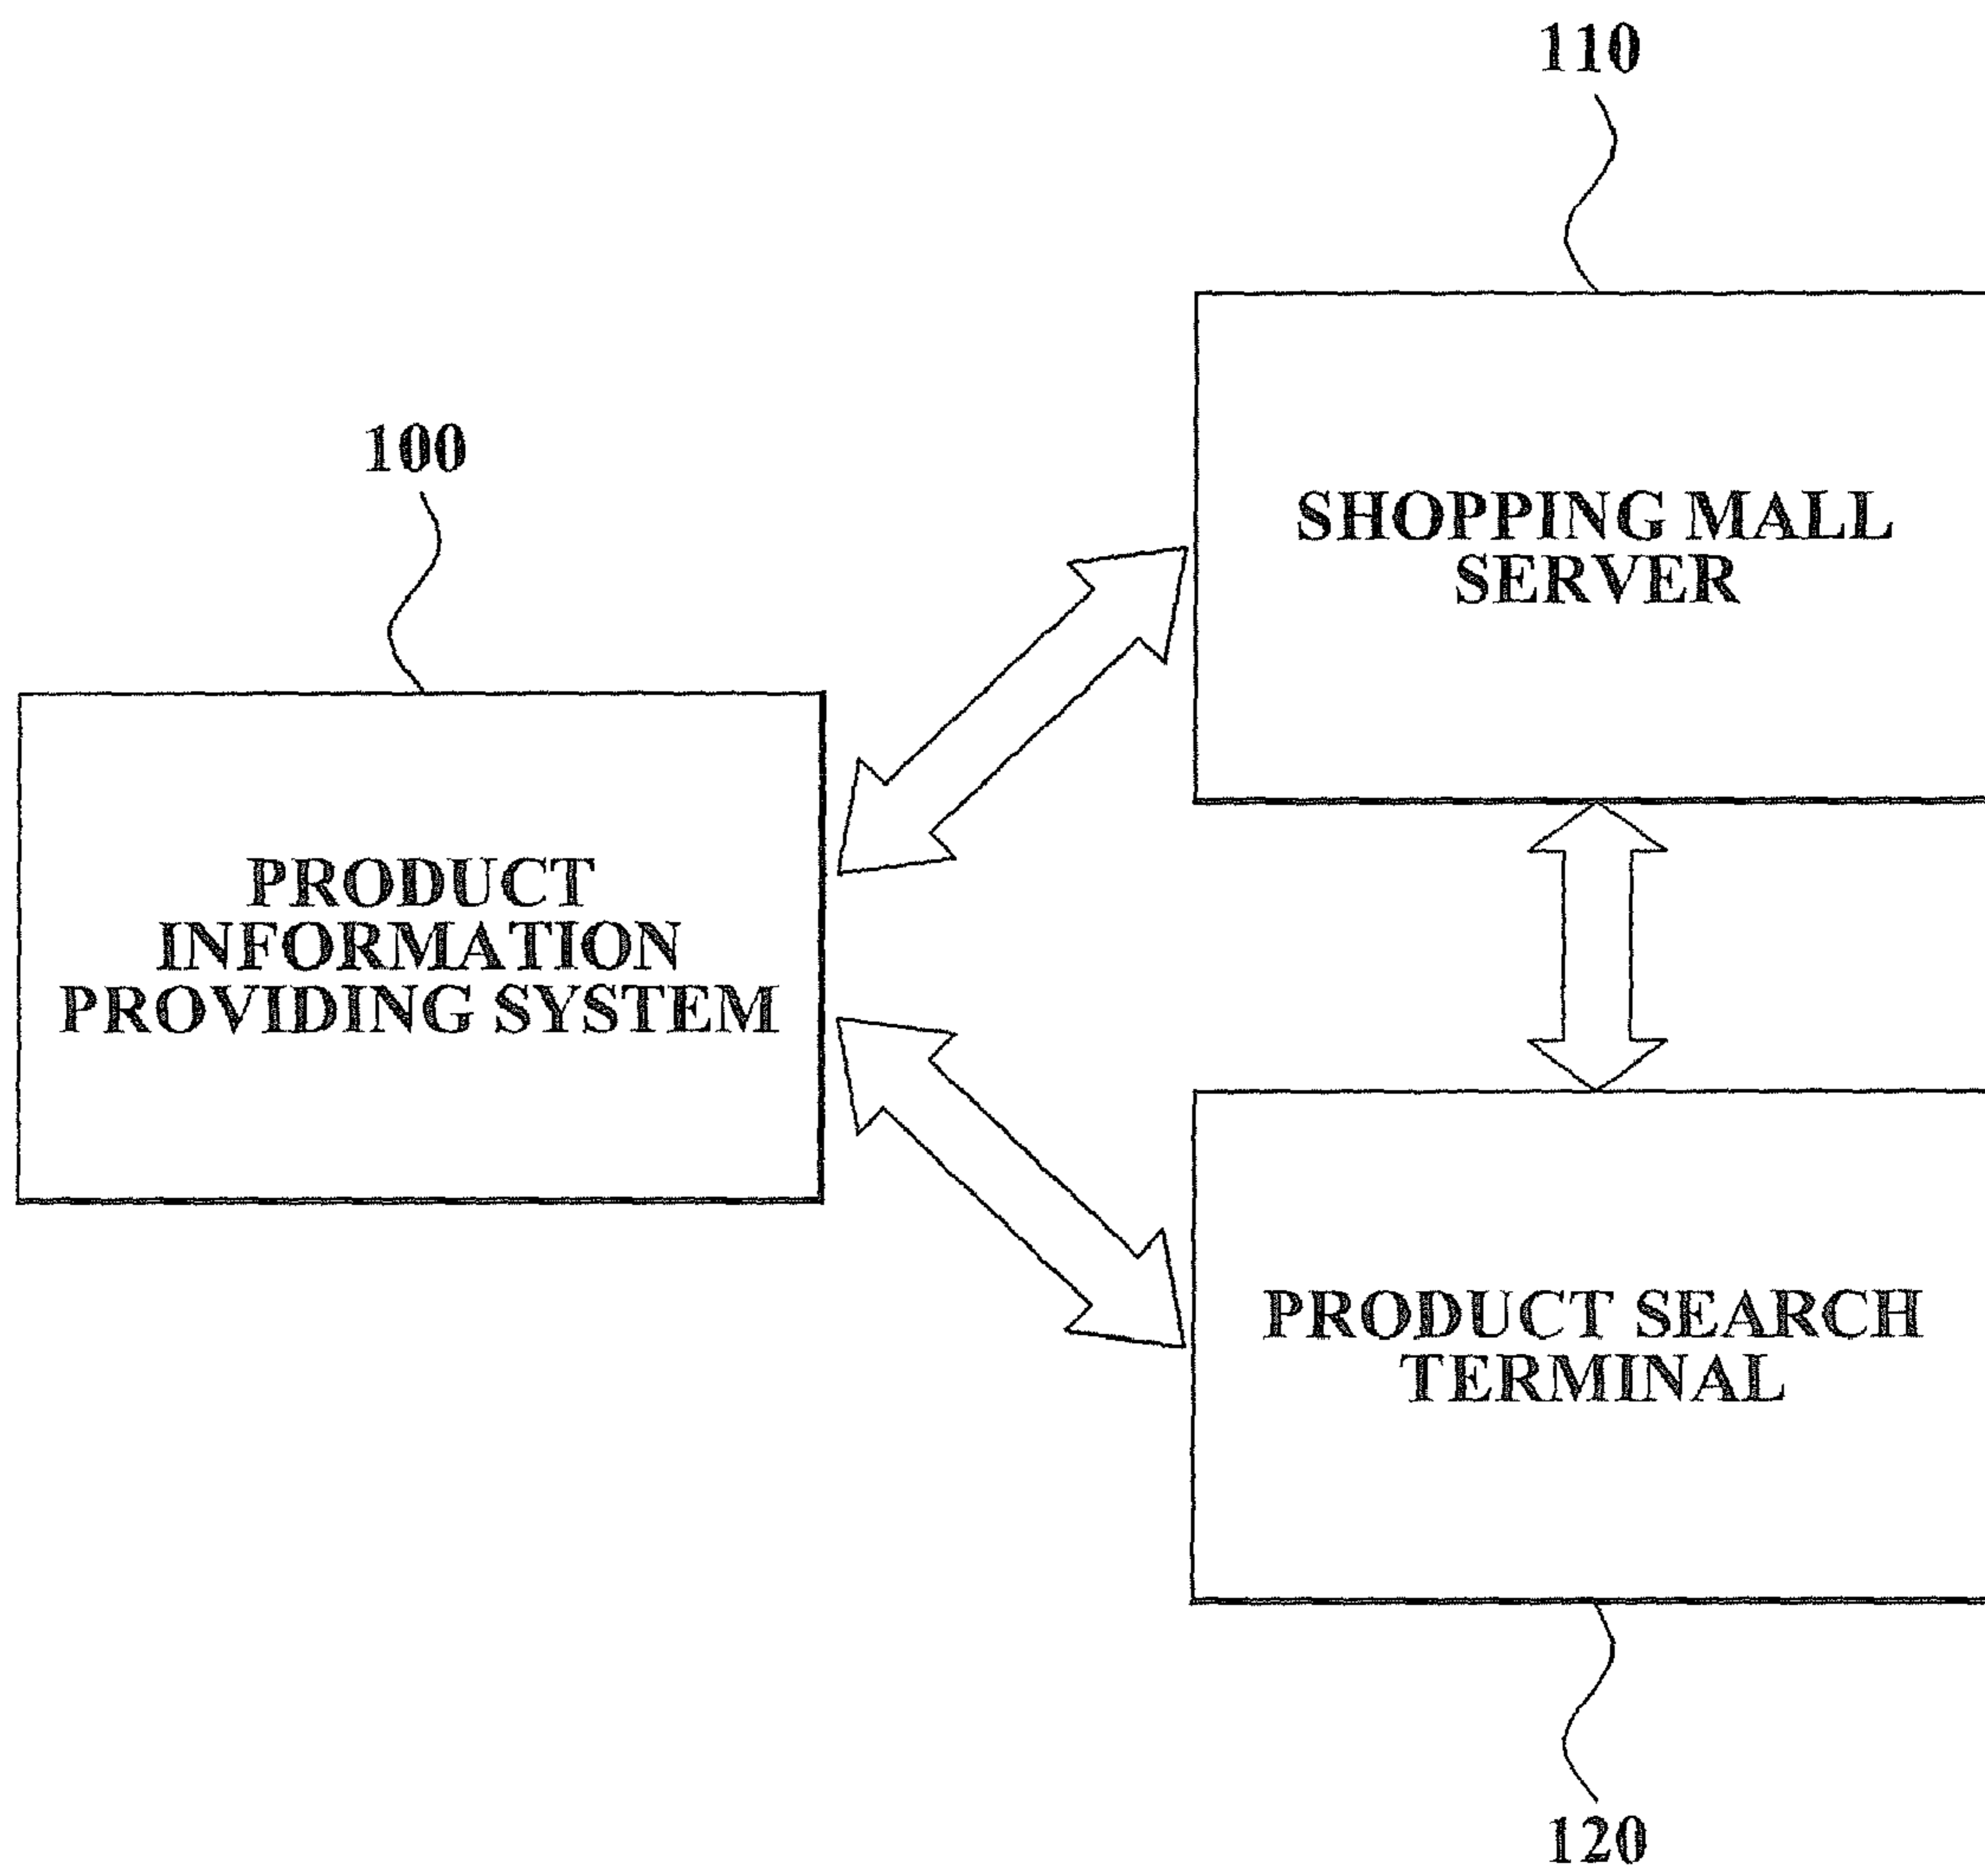 110
100
SHOPPING MALL
SERVER
PRODUCT
INFORMATION
PROVIDING SYSTEM
PRODUCT SEARCH
TERMINAL
120